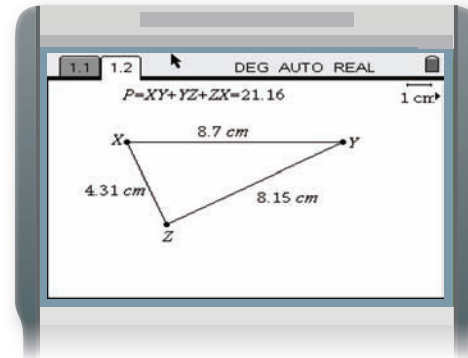 1.1 1.2 DEG AUTO REAL
P=XY+YZ+ZX=21.16
1 cm
X 8.7 cm Y
4.31 cm
8.15 cm
Z